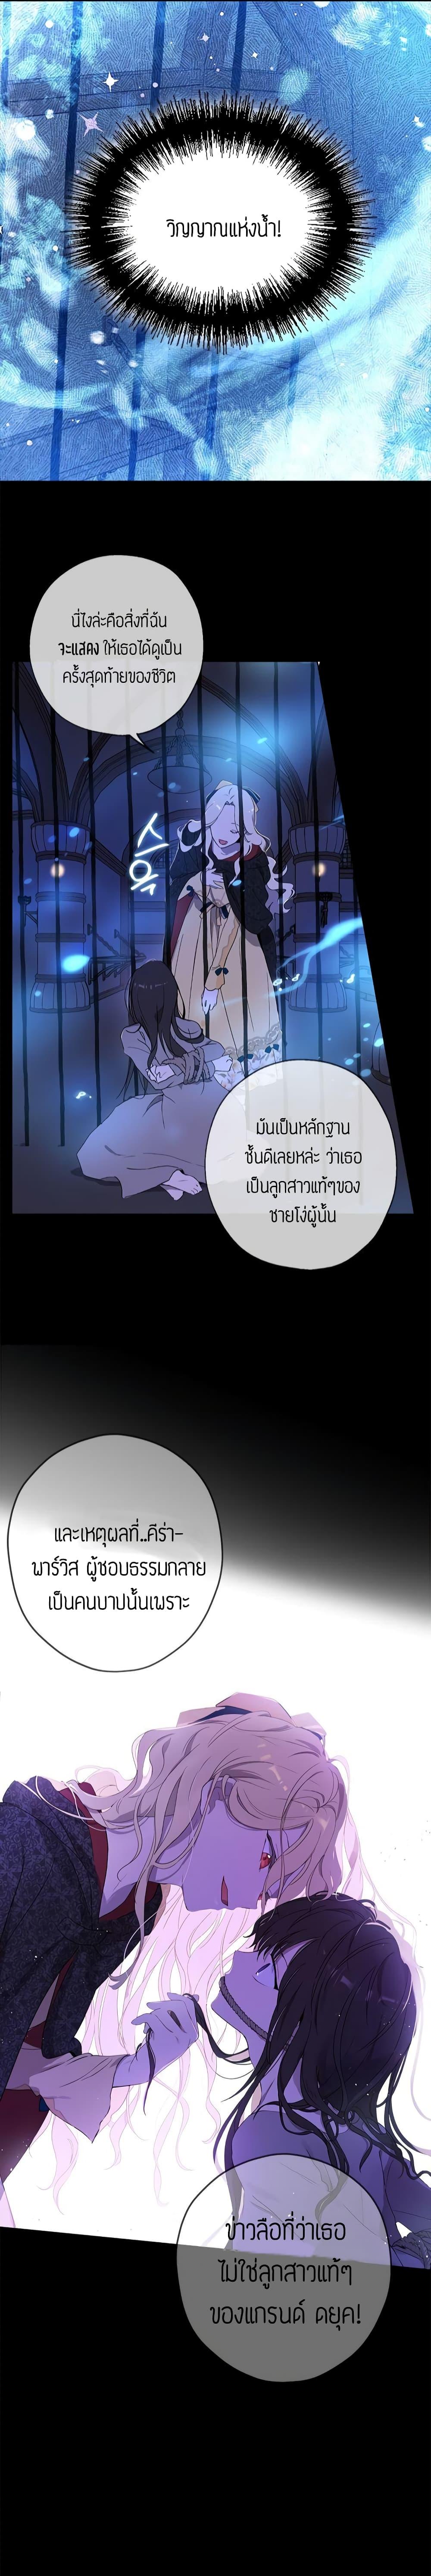 วิญญาณแห่งน้ำ!
นี่ไงล่ะคือสิ่งที่ฉัน
จะแสดง ให้เธอได้ดูเป็น
ครั้งสุดท้ายของชีวิต
스윽
มันเป็นหลักฐาน
ชั้นดีเลยหล่ะ ว่าเธอ
เป็นลูกสาวแท้ๆของ
ชายโง่ผู้นั้น
และเหตุผลที่..คีร่า-
พาร์วิส ผู้ชอบธรรมกลาย
เป็นคนบาปนั้นเพราะ
ข่าวลือที่ว่าเธอ
ไม่ใช่ลูกสาวแท้ๆ
ของแกรนด์ ดยุค!